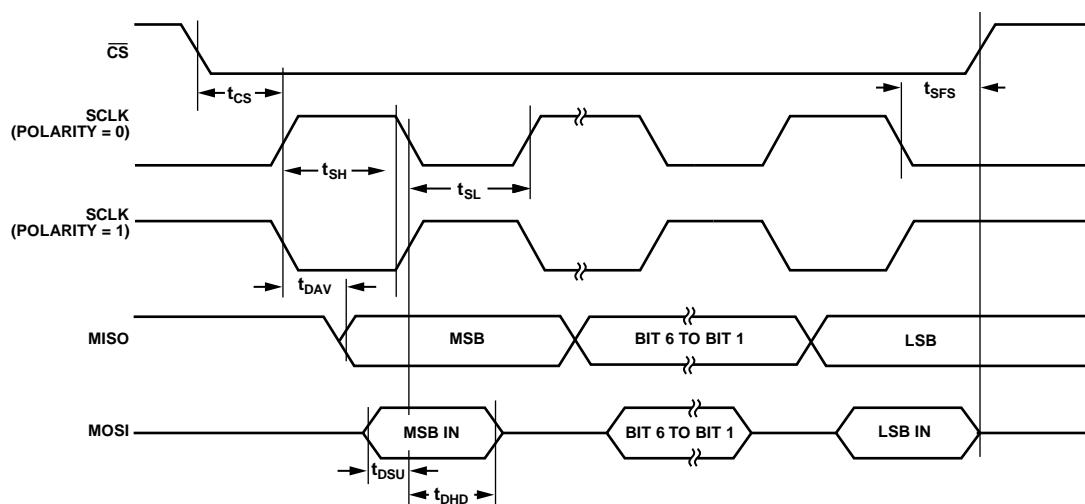 CS
tCS
tSFS
SCLK
(POLARITY = 0)
tSH
tSL
SCLK
(POLARITY = 1)
tDAV
MISO
MSB
BIT 6 TO BIT 1
LSB
MOSI
MSB IN
BIT 6 TO BIT 1
LSB IN
tDSU
tDHD